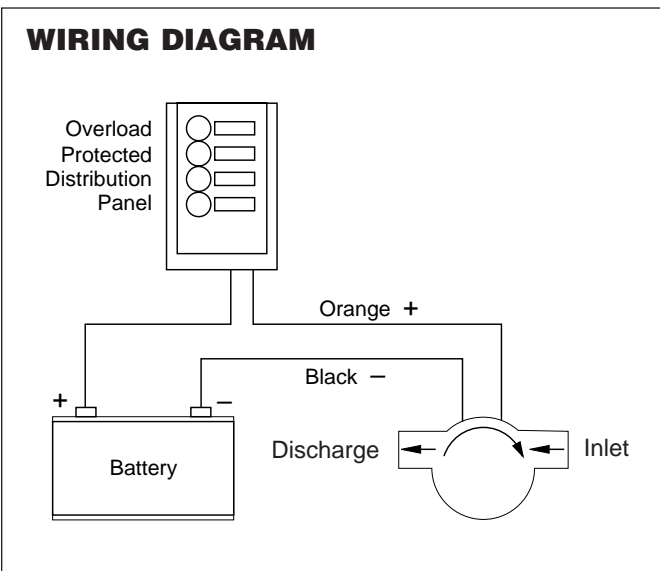 WIRING DIAGRAM
Overload
Protected
Distribution
Panel
Orange +
Black –
+
–
Battery
Discharge
Inlet